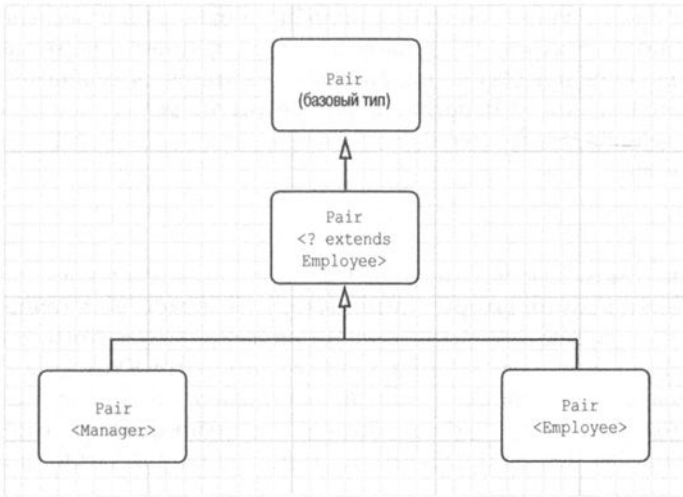 Pair
(базовый тип)
Pair
<? extends
Employee>
Pair
<Manager>
Pair
<Employee>